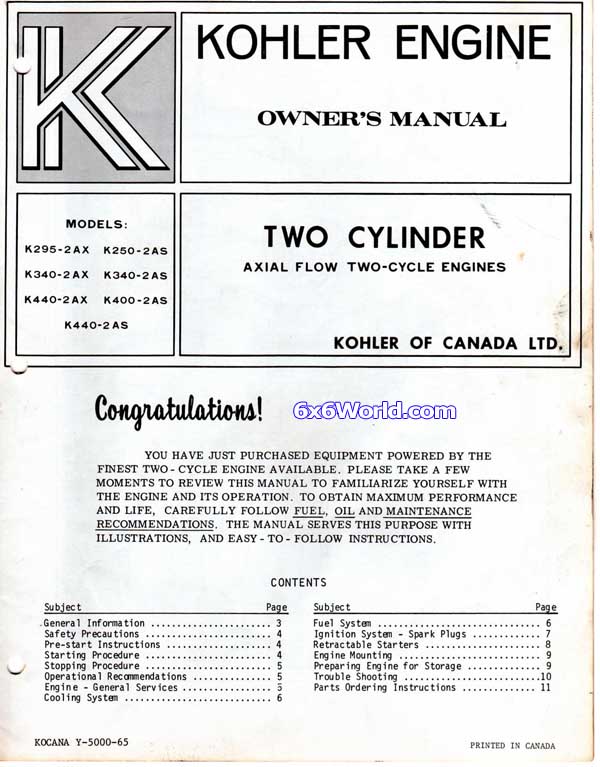 KOHLER ENGINE
OWNER'S MANUAL
MODELS:
K295-2AX K250-2AS
K340-2AX K340-2AS
K440-2AX K400-2AS
K440-2AS
TWO CYLINDER
AXIAL FLOW TWO-CYCLE ENGINES
KOHLER OF CANADA LTD.
Congratulations!
6x6World.com
YOU HAVE JUST PURCHASED EQUIPMENT POWERED BY THE
FINEST TWO-CYCLE ENGINE AVAILABLE. PLEASE TAKE A FEW
MOMENTS TO REVIEW THIS MANUAL TO FAMILIARIZE YOURSELF WITH
THE ENGINE AND ITS OPERATION. TO OBTAIN MAXIMUM PERFORMANCE
AND LIFE, CAREFULLY FOLLOW FUEL, OIL AND MAINTENANCE
RECOMMENDATIONS. THE MANUAL SERVES THIS PURPOSE WITH
ILLUSTRATIONS, AND EASY-TO-FOLLOW INSTRUCTIONS.
CONTENTS
Subject Page
General Information ..................... 3
Safety Precautions ...................... 4
Pre-start Instructions .................. 4
Starting Procedure ...................... 4
Stopping Procedure ...................... 5
Operational Recommendations ............. 5
Engine - General Services ............... 5
Cooling System .......................... 6
Subject Page
Fuel System ............................. 6
Ignition System - Spark Plugs ........... 7
Retractable Starters .................... 8
Engine Mounting ......................... 9
Preparing Engine for Storage ............ 9
Trouble Shooting ........................10
Parts Ordering Instructions ............. 11
KOCANA Y-5000-65
PRINTED IN CANADA